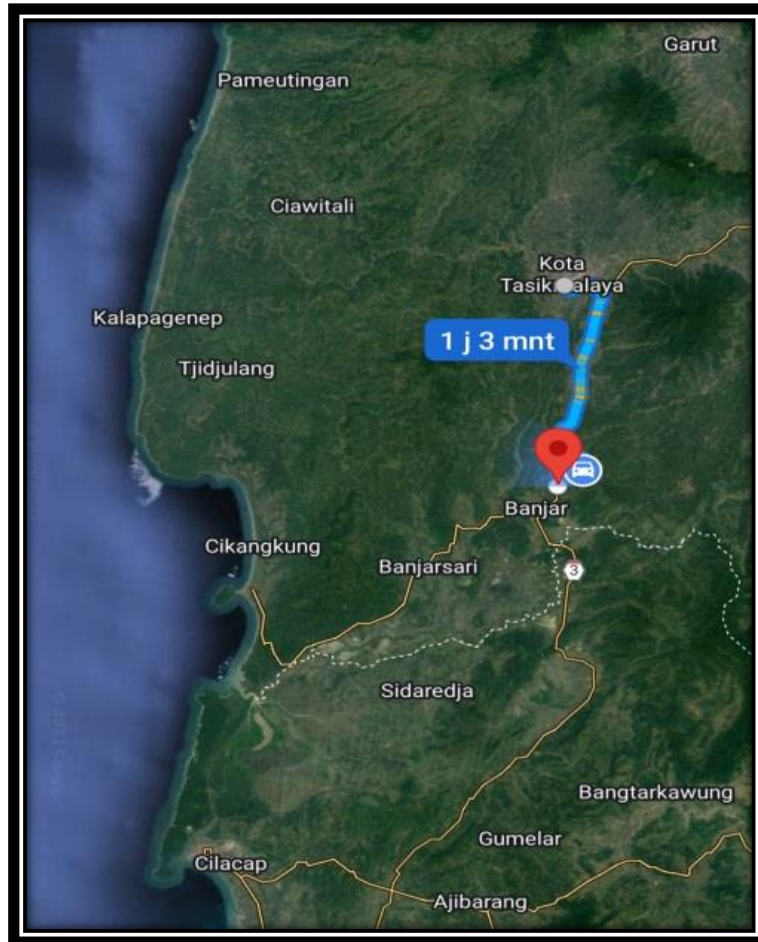 Garut
Pameutingan
Ciawitali
Kota
Tasikmalaya
Kalapagenep
1 j 3 mnt
Tjidjulang
Banjar
Cikangkung
Banjarsari
3
Sidaredja
Bangtarkawung
Gumelar
Cilacap
Ajibarang